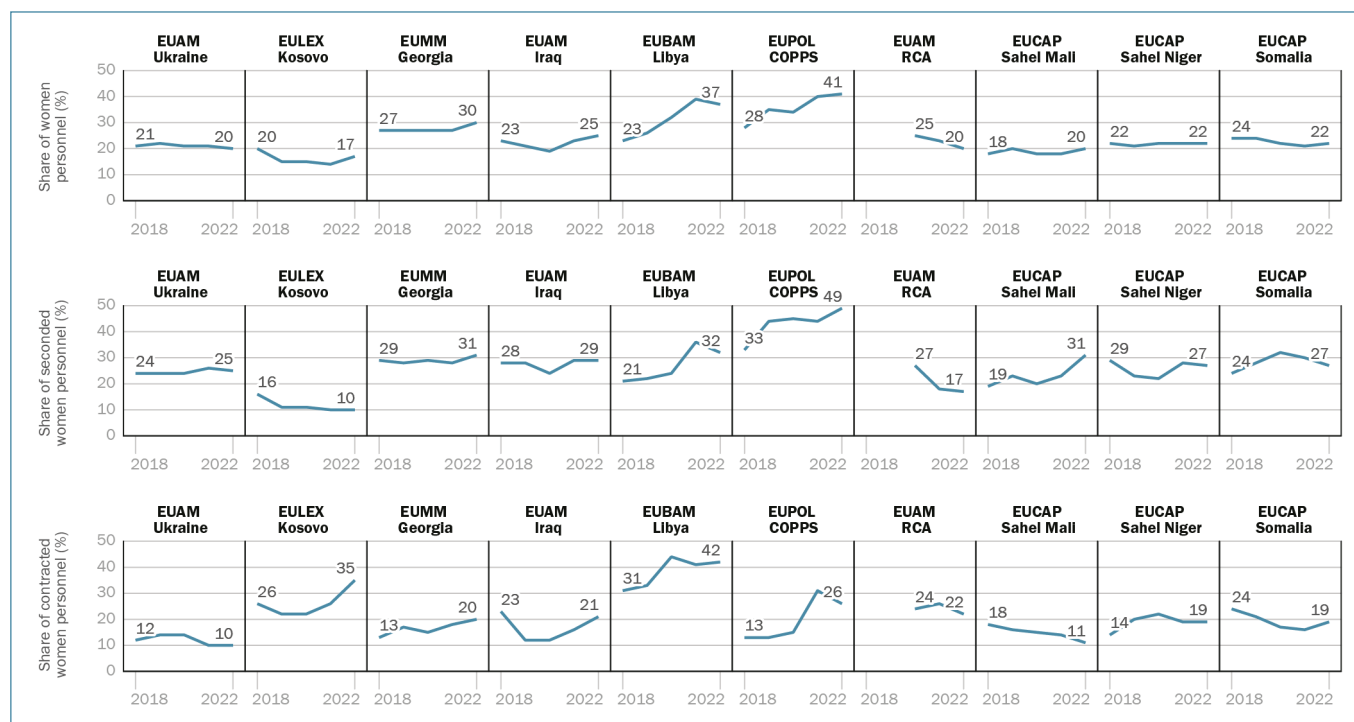 Share of women
personnel (%)
50
40
30
20
10
0
EUAM
Ukraine
21
20
2018
2022
EULEX
Kosovo
20
17
2018
2022
EUMM
Georgia
27
30
2018
2022
EUAM
Iraq
23
25
2018
2022
EUBAM
Libya
23
37
2018
2022
EUPOL
COPPS
28
41
2018
2022
EUAM
RCA
25
20
2018
2022
EUCAP
Sahel Mali
18
20
2018
2022
EUCAP
Sahel Niger
22
22
2018
2022
EUCAP
Somalia
24
22
2018
2022
Share of seconded
women personnel (%)
50
40
30
20
10
0
EUAM
Ukraine
24
25
2018
2022
EULEX
Kosovo
16
10
2018
2022
EUMM
Georgia
29
31
2018
2022
EUAM
Iraq
28
29
2018
2022
EUBAM
Libya
21
32
2018
2022
EUPOL
COPPS
33
49
2018
2022
EUAM
RCA
27
17
2018
2022
EUCAP
Sahel Mali
19
31
2018
2022
EUCAP
Sahel Niger
29
27
2018
2022
EUCAP
Somalia
24
27
2018
2022
Share of contracted
women personnel (%)
50
40
30
20
10
0
EUAM
Ukraine
12
10
2018
2022
EULEX
Kosovo
26
35
2018
2022
EUMM
Georgia
13
20
2018
2022
EUAM
Iraq
23
21
2018
2022
EUBAM
Libya
31
42
2018
2022
EUPOL
COPPS
13
26
2018
2022
EUAM
RCA
24
22
2018
2022
EUCAP
Sahel Mali
18
11
2018
2022
EUCAP
Sahel Niger
14
19
2018
2022
EUCAP
Somalia
24
19
2018
2022